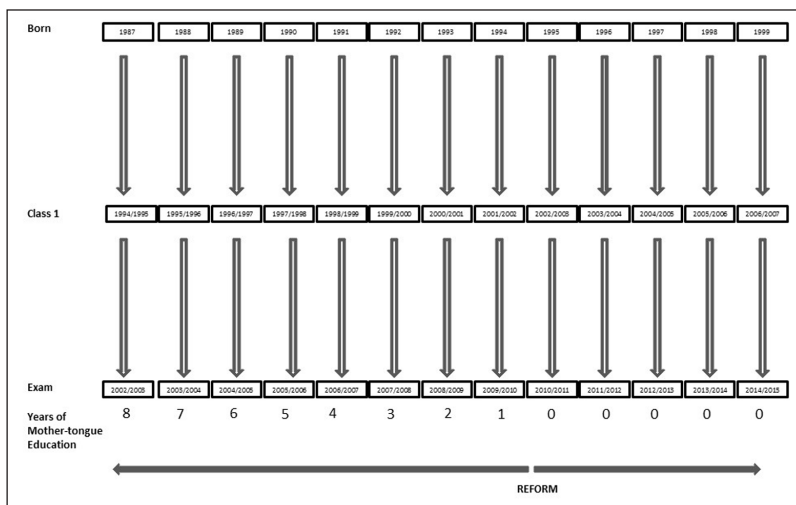 Born 1987 1988 1989 1990 1991 1992 1993 1994 1995 1996 1997 1998 1999
Class 1 1994/1995 1995/1996 1996/1997 1997/1998 1998/1999 1999/2000 2000/2001 2001/2002 2002/2003 2003/2004 2004/2005 2005/2006 2006/2007
Exam 2002/2003 2003/2004 2004/2005 2005/2006 2006/2007 2007/2008 2008/2009 2009/2010 2010/2011 2011/2012 2012/2013 2013/2014 2014/2015
Years of 8 7 6 5 4 3 2 1 0 0 0 0 0
Mother-tongue
Education
REFORM